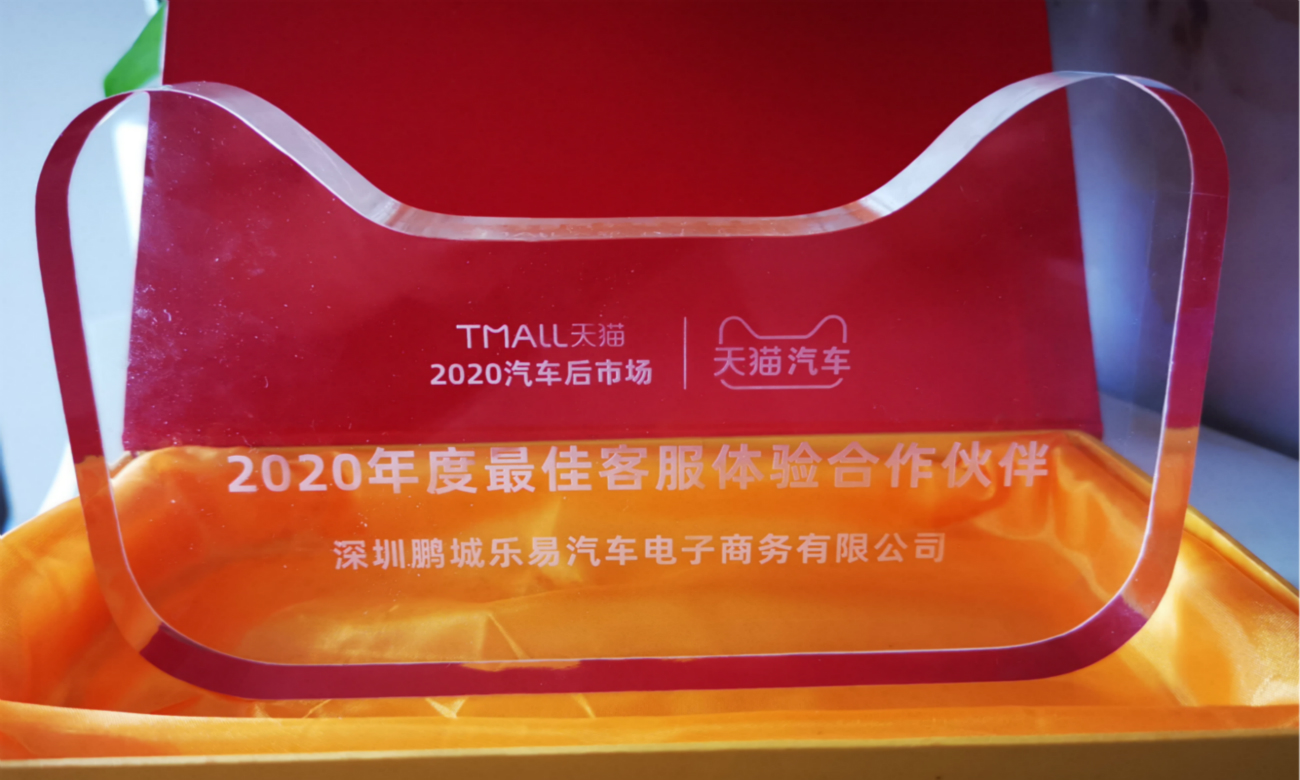 TMALL天猫
2020汽车后市场
天猫汽车
2020年度最佳客服体验合作伙伴
深圳鹏城乐易汽车电子商务有限公司